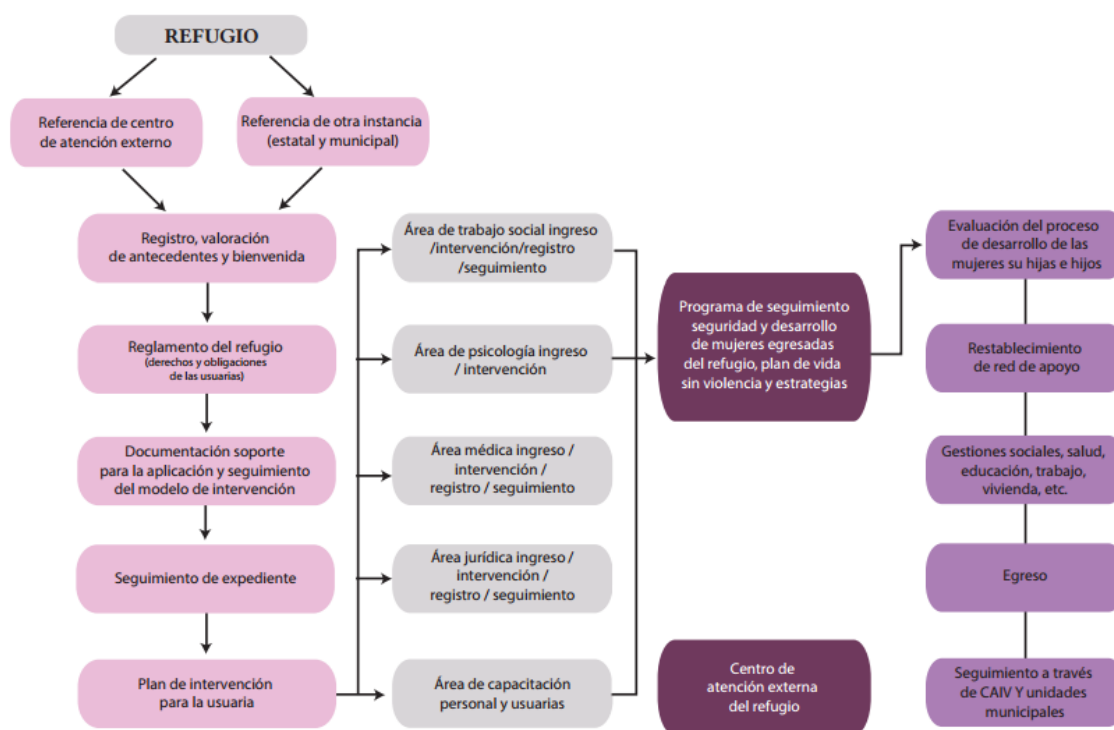 REFUGIO
Referencia de centro
de atención externo
Referencia de otra instancia
(estatal y municipal)
Registro, valoración
de antecedentes y bienvenida
Reglamento del refugio
(derechos y obligaciones
de las usuarias)
Documentación soporte
para la aplicación y seguimiento
del modelo de intervención
Seguimiento de expediente
Plan de intervención
para la usuaria
Área de trabajo social ingreso
/intervención/registro
/seguimiento
Área de psicología ingreso
/ intervención
Área médica ingreso /
intervención /
registro / seguimiento
Área jurídica ingreso /
intervención /
registro / seguimiento
Área de capacitación
personal y usuarias
Programa de seguimiento
seguridad y desarrollo
de mujeres egresadas
del refugio, plan de vida
sin violencia y estrategias
Centro de
atención externa
del refugio
Evaluación del proceso
de desarrollo de las
mujeres su hijas e hijos
Restablecimiento
de red de apoyo
Gestiones sociales, salud,
educación, trabajo,
vivienda, etc.
Egreso
Seguimiento a través
de CAIV Y unidades
municipales